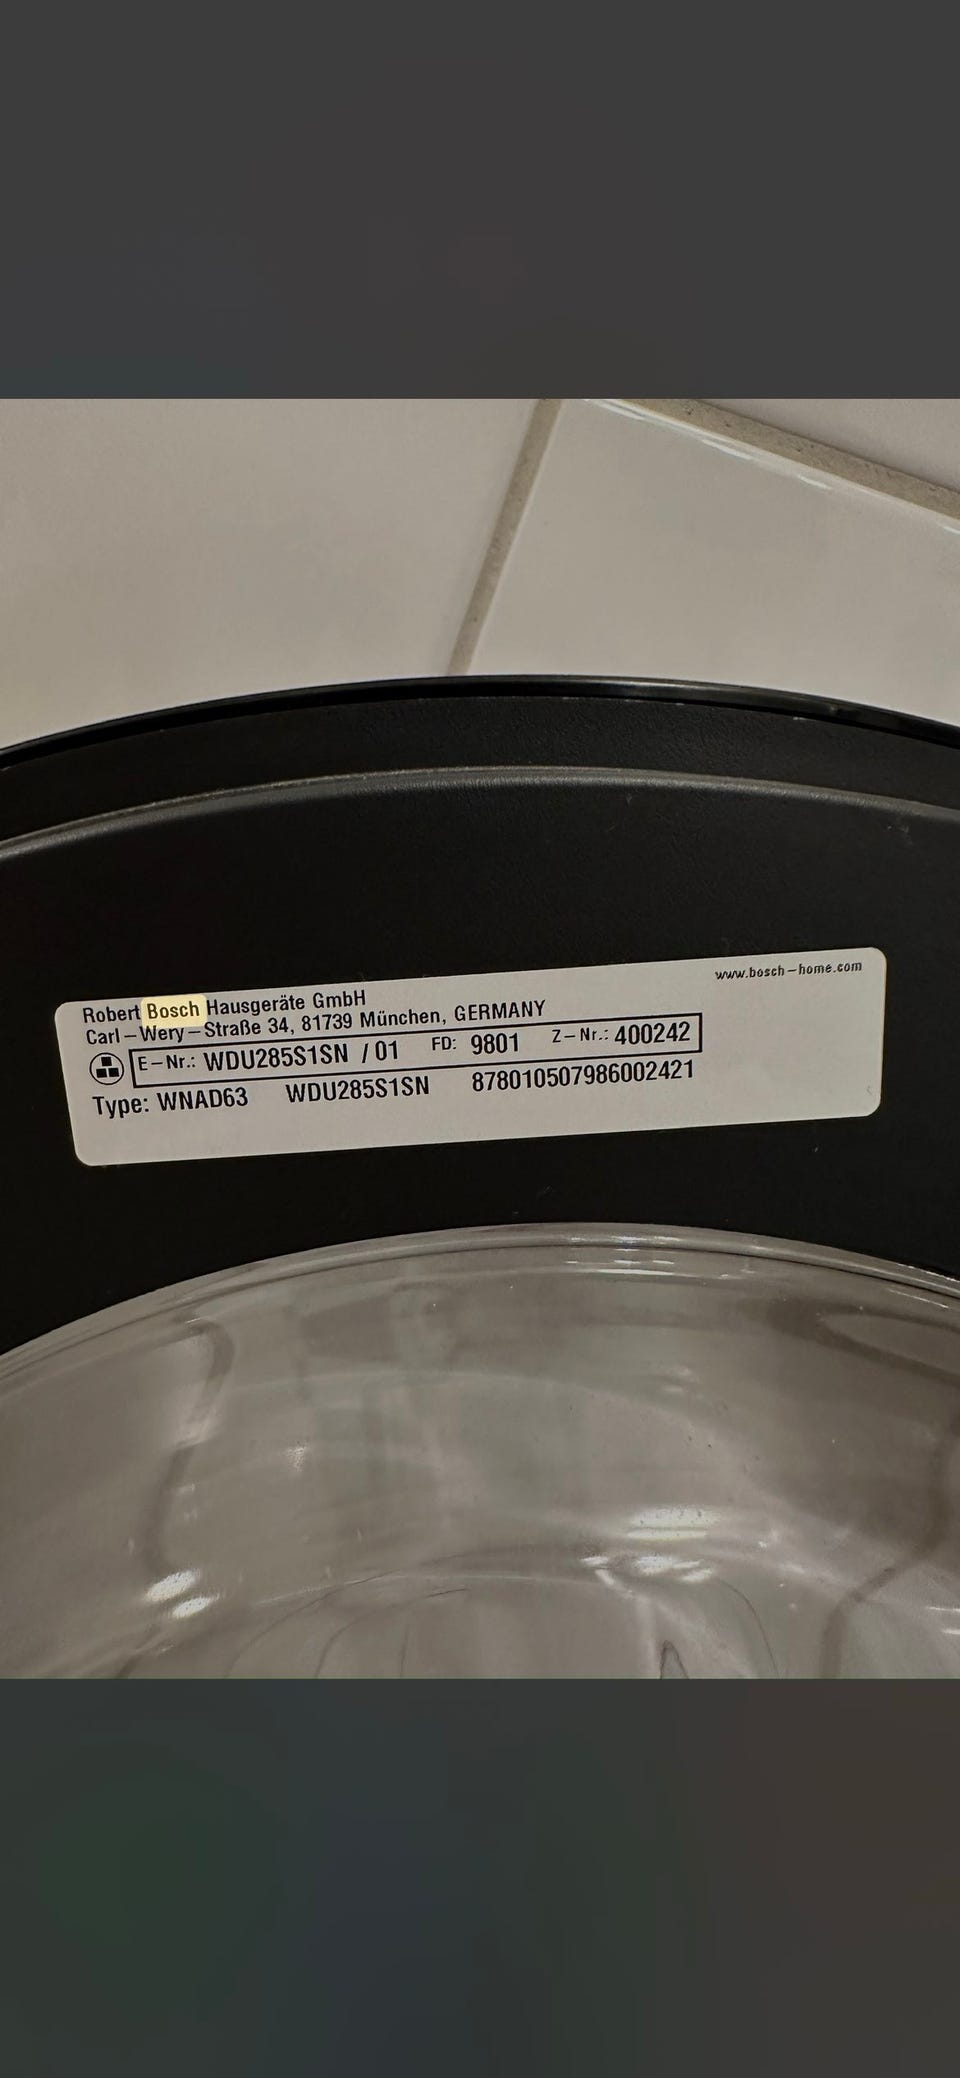 www.bosch-home.com
Robert Bosch Hausgeräte GmbH
Carl-Wery-Straße 34, 81739 München, GERMANY
E-Nr.: WDU285S1SN /01 FD: 9801 Z-Nr.: 400242
Type: WNAD63 WDU285S1SN 878010507986002421